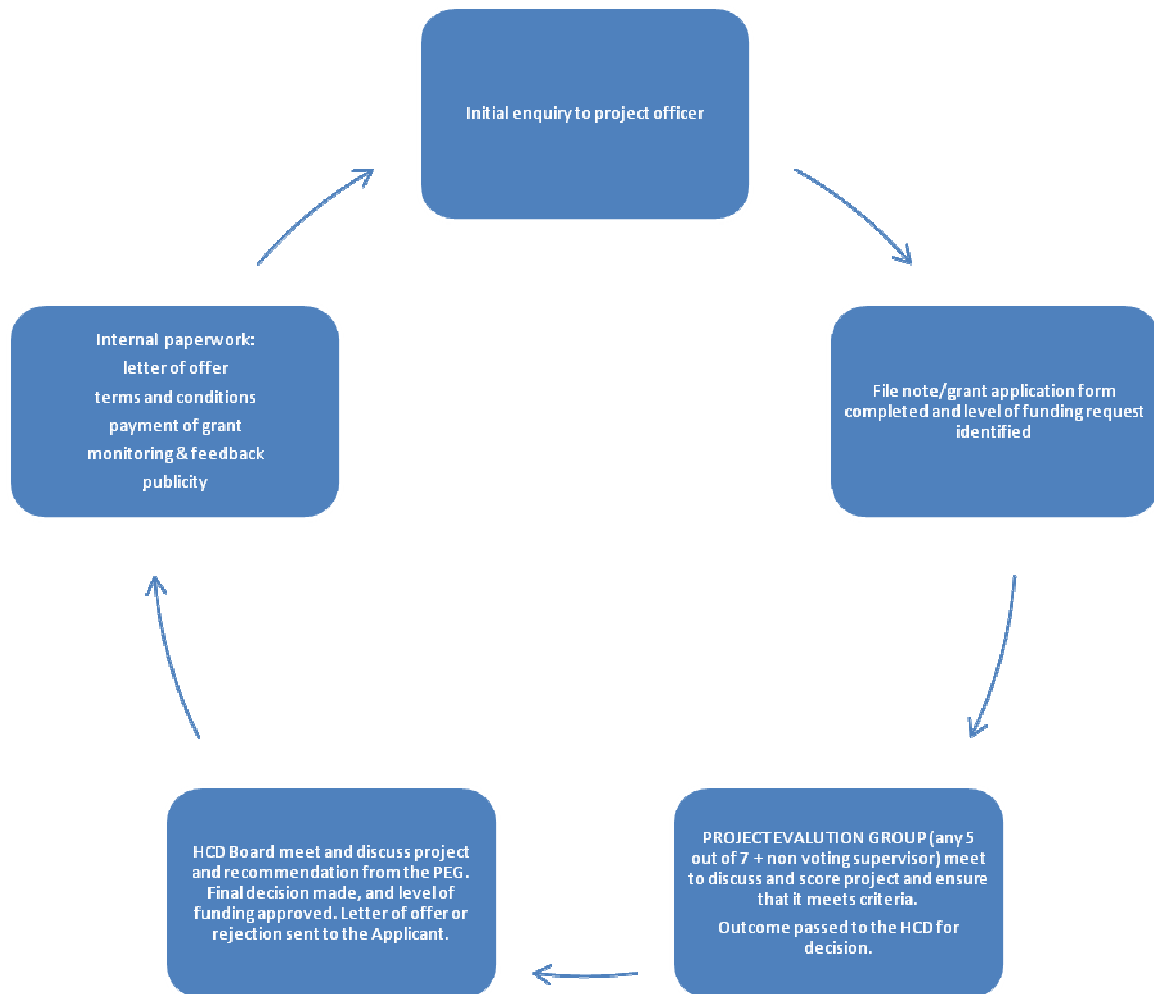 Initial enquiry to project officer
File note/grant application form
completed and level of funding request
identified
PROJECT EVALUTION GROUP (any 5
out of 7 + non voting supervisor) meet
to discuss and score project and ensure
that it meets criteria.
Outcome passed to the HCD for
decision.
HCD Board meet and discuss project
and recommendation from the PEG.
Final decision made, and level of
funding approved. Letter of offer or
rejection sent to the Applicant.
Internal paperwork:
letter of offer
terms and conditions
payment of grant
monitoring & feedback
publicity